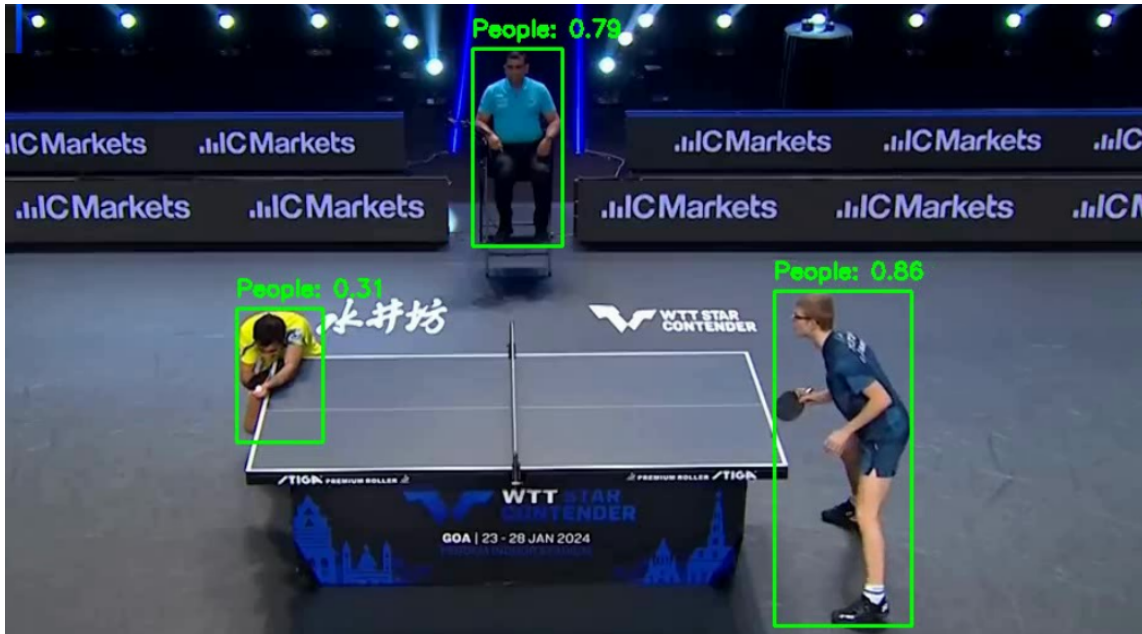 People: 0.79
ICMarkets
ICMarkets
ICMarkets
ICMarkets
ICMarkets
ICMarkets
ICMarkets
ICMarkets
People: 0.31
People: 0.86
水井坊
WTT STAR
CONTENDER
STIGA PREMIUM ROLLER
PREMIUM ROLLER STIGA
WTT STAR
CONTENDER
GOA | 23 - 28 JAN 2024